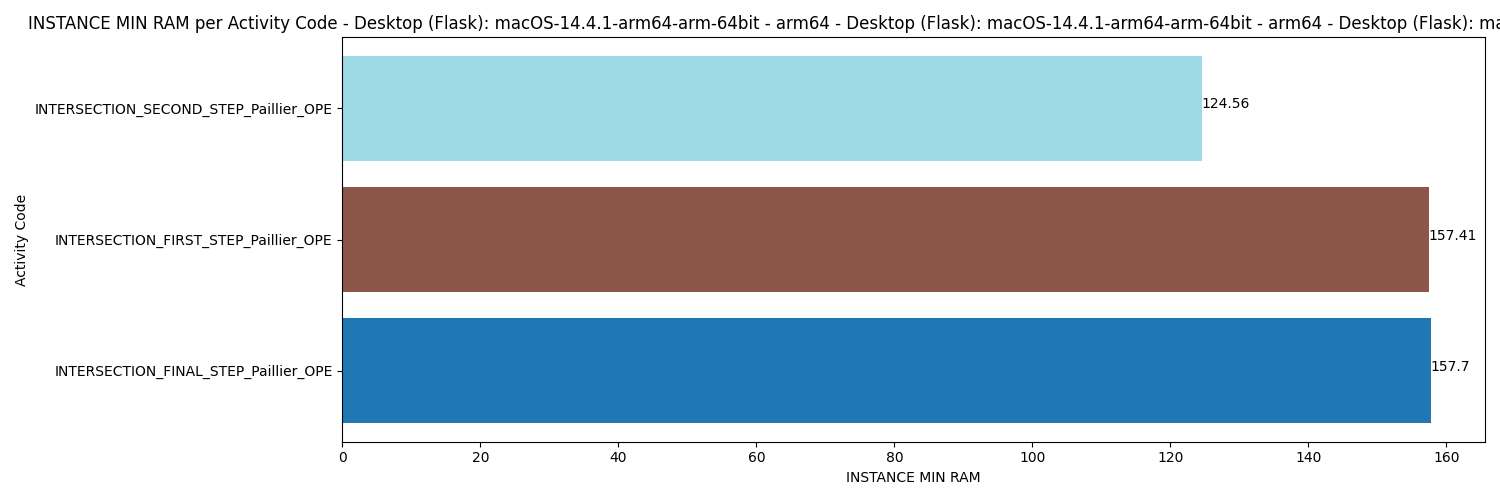 INSTANCE MIN RAM per Activity Code - Desktop (Flask): macOS-14.4.1-arm64-arm-64bit - arm64 - Desktop (Flask): macOS-14.4.1-arm64-arm-64bit - arm64 - Desktop (Flask):
INTERSECTION_SECOND_STEP_Paillier_OPE
124.56
INTERSECTION_FIRST_STEP_Paillier_OPE
157.41
INTERSECTION_FINAL_STEP_Paillier_OPE
157.7
Activity Code
0 20 40 60 80 100 120 140 160
INSTANCE MIN RAM